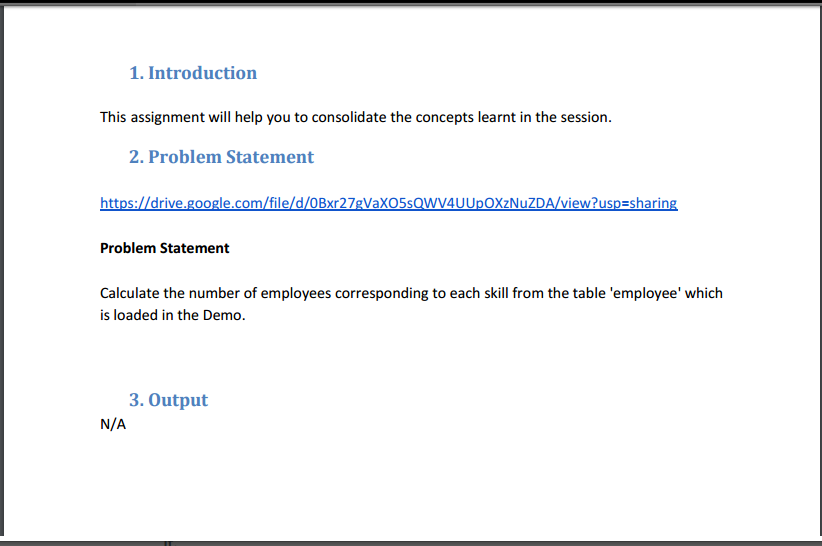 1. Introduction
This assignment will help you to consolidate the concepts learnt in the session.
2. Problem Statement
https://drive.google.com/file/d/0Bxr27gVaXO5sQWV4UUpOXzNuZDA/view?usp=sharing
Problem Statement
Calculate the number of employees corresponding to each skill from the table 'employee' which
is loaded in the Demo.
3. Output
N/A